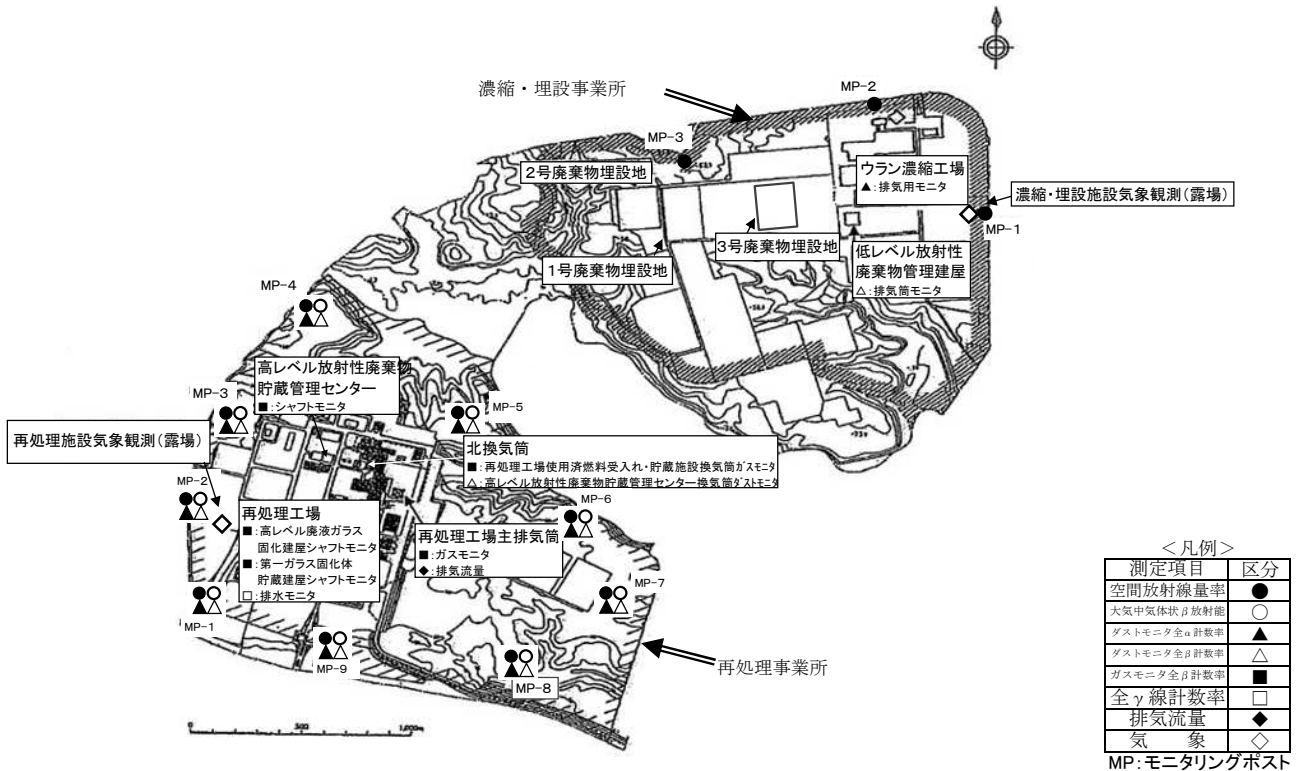 濃縮・埋設事業所
MP-2
MP-3
2号廃棄物埋設地
ウラン濃縮工場
▲:排気用モニタ
濃縮・埋設施設気象観測(露場)
MP-1
1号廃棄物埋設地
3号廃棄物埋設地
低レベル放射性
廃棄物管理建屋
△:排気筒モニタ
MP-4
高レベル放射性廃棄物
貯蔵管理センター
■:シャフトモニタ
MP-3
MP-5
再処理施設気象観測(露場)
北換気筒
■:再処理工場使用済燃料受入れ・貯蔵施設換気筒ガスモニタ
△:高レベル放射性廃棄物貯蔵管理センター換気筒ダストモニタ
MP-2
MP-6
再処理工場
■:高レベル廃液ガラス
固化建屋シャフトモニタ
■:第一ガラス固化体
貯蔵建屋シャフトモニタ
□:排水モニタ
再処理工場主排気筒
■:ガスモニタ
◆:排気流量
MP-7
MP-1
MP-9
MP-8
再処理事業所
0 500 1,000m
<凡例>
測定項目 区分
空間放射線量率 ●
大気中気体状β放射能 ○
ダストモニタ全α計数率 ▲
ダストモニタ全β計数率 △
ガスモニタ全β計数率 ■
全γ線計数率 □
排気流量 ◆
気 象 ◇
MP:モニタリングポスト